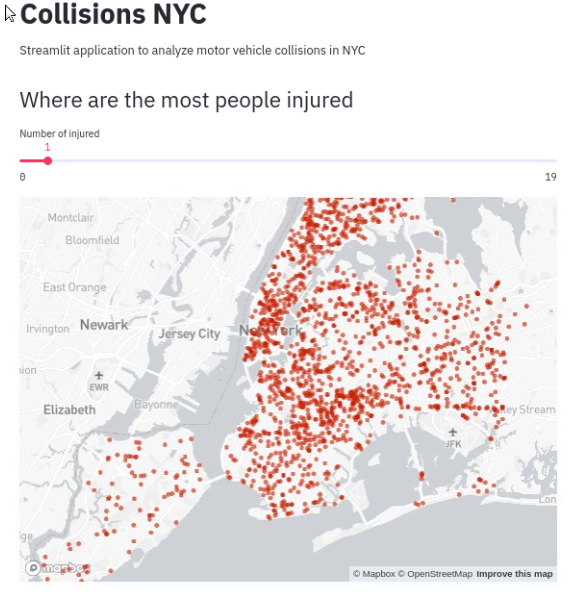 Collisions NYC
Streamlit application to analyze motor vehicle collisions in NYC
Where are the most people injured
Number of injured
1
0 19
Montclair
Bloomfield
East Orange
Irvington Newark Jersey City New York
EWR
Elizabeth Bayonne
ley Stream
JFK
Lon
mapbox
© Mapbox © OpenStreetMap Improve this map